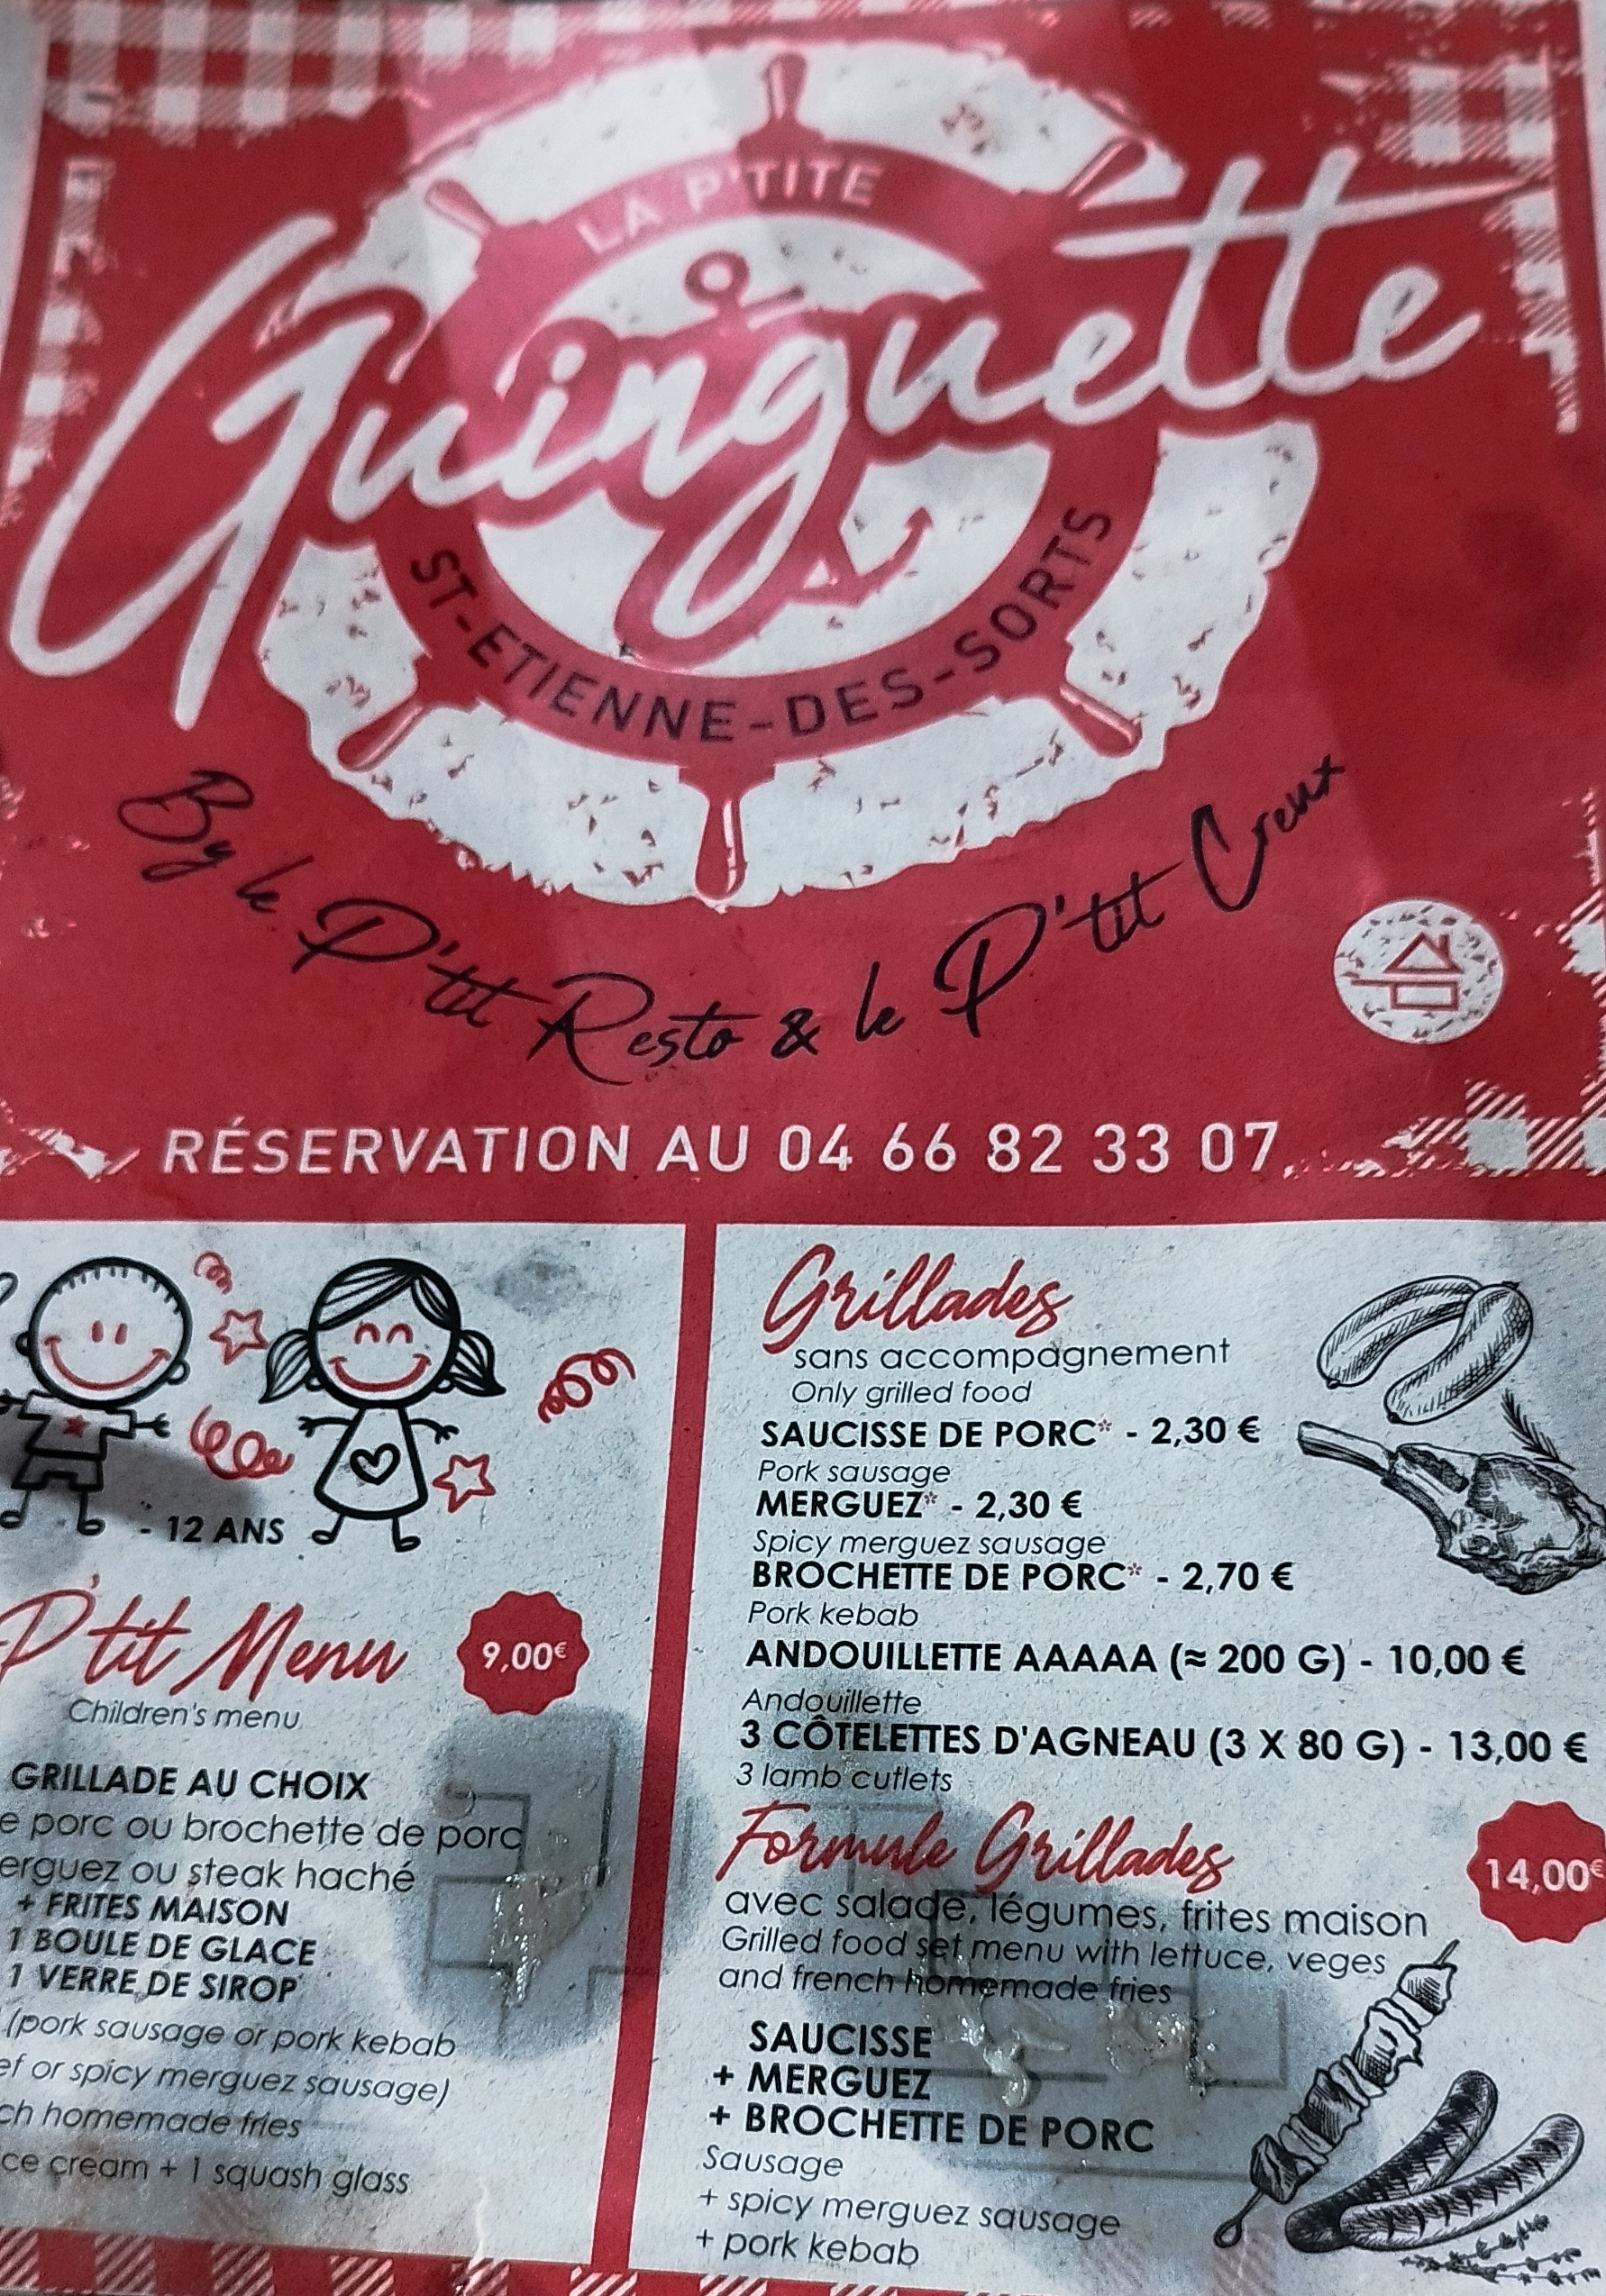 LA P'TITE
Guinguette
ST-ETIENNE-DES-SORTS
By le P'tit Resto & le P'tit Creux
RÉSERVATION AU 04 66 82 33 07
- 12 ANS
P'tit Menu
9,00€
Children's menu
GRILLADE AU CHOIX
porc ou brochette de porc
ou steak haché
+ FRITES MAISON
1 BOULE DE GLACE
1 VERRE DE SIROP
(pork sausage or pork kebab
or spicy merguez sausage)
homemade fries
cream + 1 squash glass
Grillades
sans accompagnement
Only grilled food
SAUCISSE DE PORC* - 2,30 €
Pork sausage
MERGUEZ* - 2,30 €
Spicy merguez sausage
BROCHETTE DE PORC* - 2,70 €
Pork kebab
ANDOUILLETTE AAAAA (≈ 200 G) - 10,00 €
Andouillette
3 CÔTELETTES D'AGNEAU (3 X 80 G) - 13,00 €
3 lamb cutlets
Formule Grillades
14,00€
avec salade, légumes, frites maison
Grilled food set menu with lettuce, veges
and french homemade fries
SAUCISSE
+ MERGUEZ
+ BROCHETTE DE PORC
Sausage
+ spicy merguez sausage
+ pork kebab